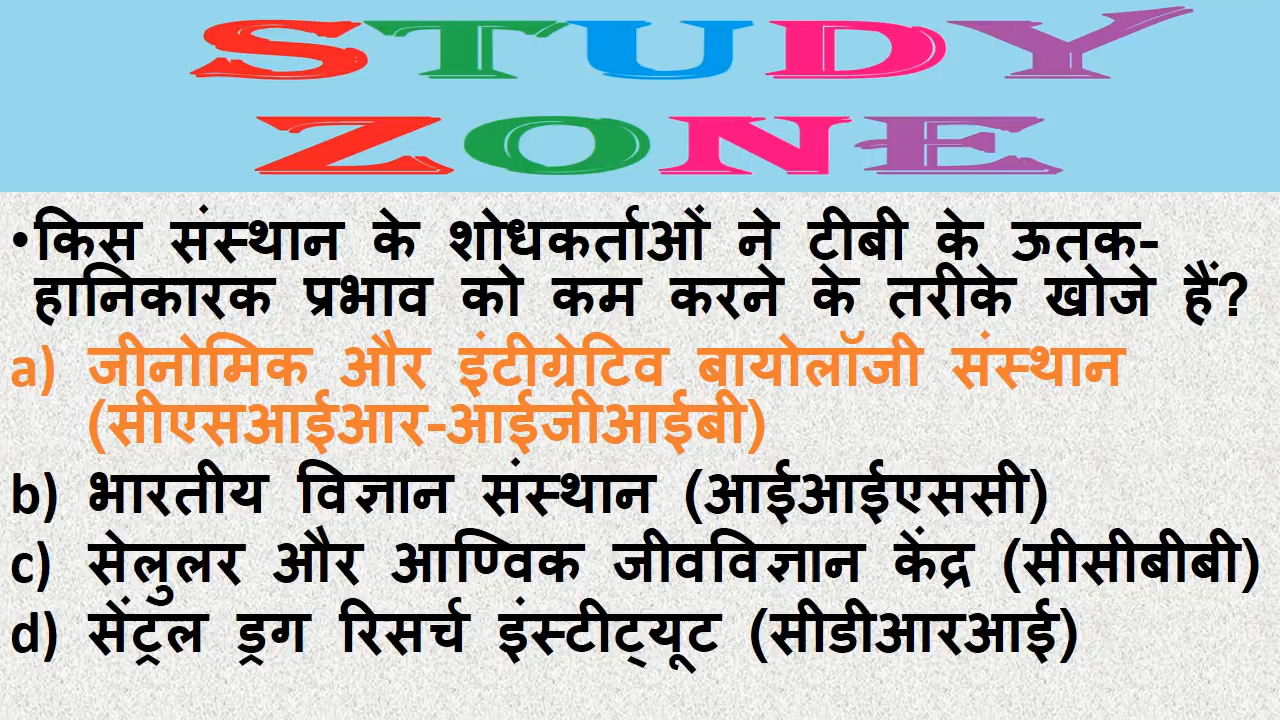 STUDY
ZONE
•किस संस्थान के शोधकर्ताओं ने टीबी के ऊतक-
हानिकारक प्रभाव को कम करने के तरीके खोजे हैं?
a) जीनोमिक और इंटीग्रेटिव बायोलॉजी संस्थान
(सीएसआईआर-आईजीआईबी)
b) भारतीय विज्ञान संस्थान (आईआईएससी)
c) सेलुलर और आण्विक जीवविज्ञान केंद्र (सीसीबीबी)
d) सेंट्रल ड्रग रिसर्च इंस्टीट्यूट (सीडीआरआई)